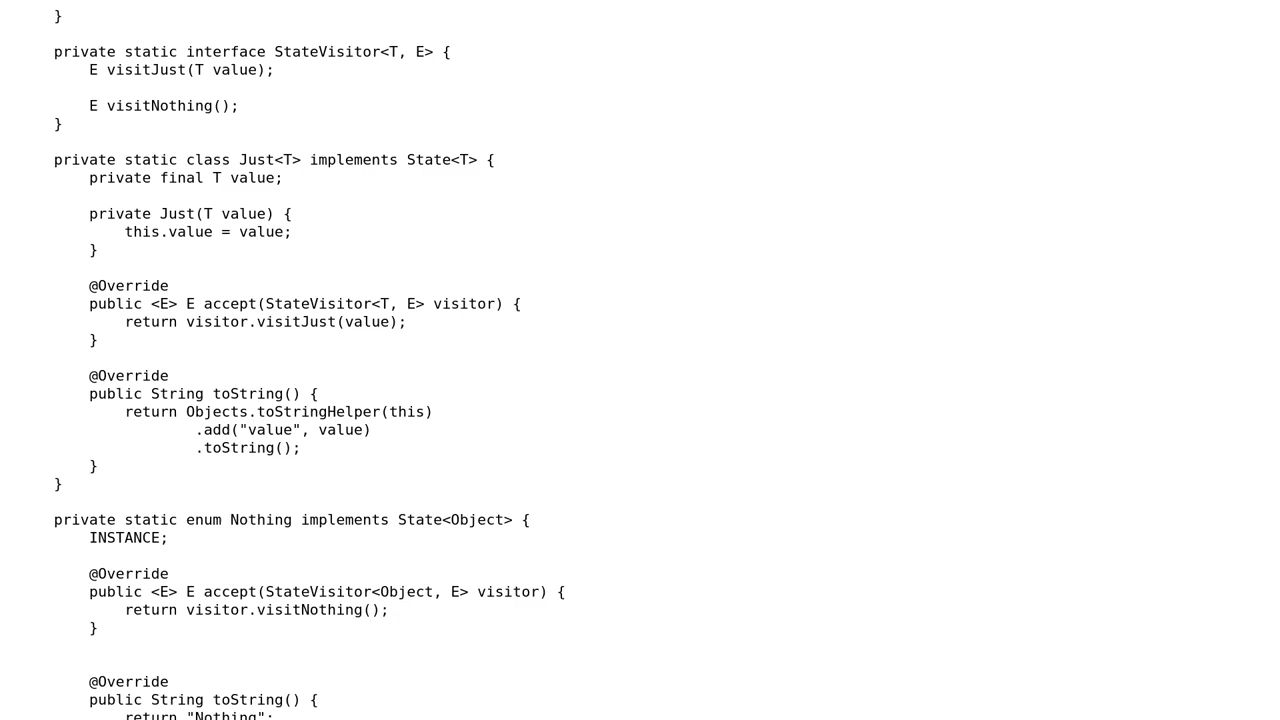 }

private static interface StateVisitor<T, E> {
    E visitJust(T value);

    E visitNothing();
}

private static class Just<T> implements State<T> {
    private final T value;

    private Just(T value) {
        this.value = value;
    }

    @Override
    public <E> E accept(StateVisitor<T, E> visitor) {
        return visitor.visitJust(value);
    }

    @Override
    public String toString() {
        return Objects.toStringHelper(this)
                .add("value", value)
                .toString();
    }
}

private static enum Nothing implements State<Object> {
    INSTANCE;

    @Override
    public <E> E accept(StateVisitor<Object, E> visitor) {
        return visitor.visitNothing();
    }


    @Override
    public String toString() {
        return "Nothing";